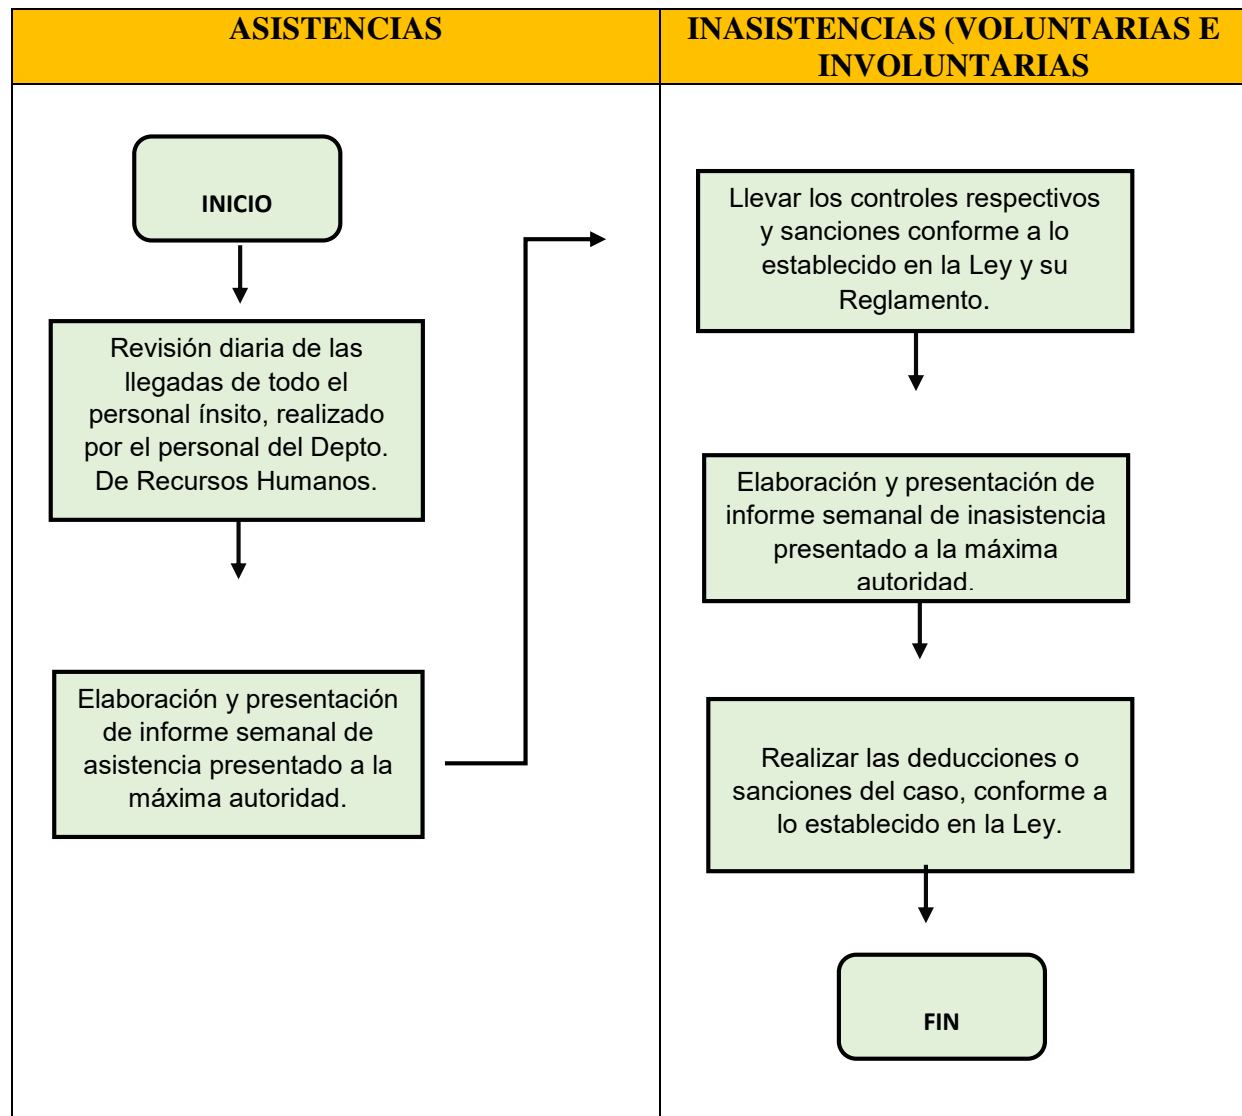 ASISTENCIAS
INASISTENCIAS (VOLUNTARIAS E
INVOLUNTARIAS
INICIO
Revisión diaria de las
llegadas de todo el
personal ínsito, realizado
por el personal del Depto.
De Recursos Humanos.
Elaboración y presentación
de informe semanal de
asistencia presentado a la
máxima autoridad.
Llevar los controles respectivos
y sanciones conforme a lo
establecido en la Ley y su
Reglamento.
Elaboración y presentación de
informe semanal de inasistencia
presentado a la máxima
autoridad.
Realizar las deducciones o
sanciones del caso, conforme a
lo establecido en la Ley.
FIN